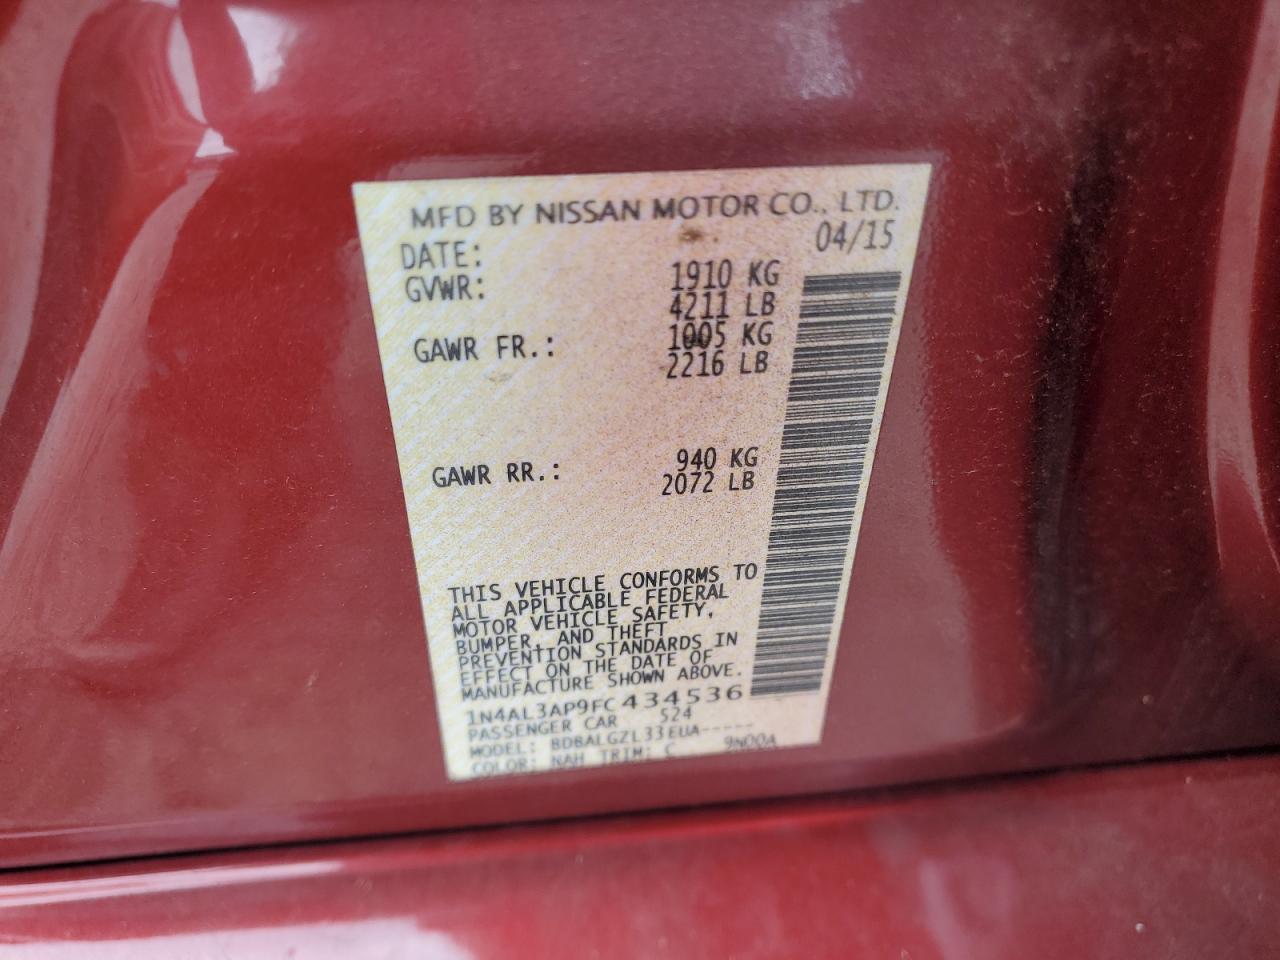 MFD BY NISSAN MOTOR CO., LTD.
DATE: 04/15
GVWR: 1910 KG
4211 LB
GAWR FR.: 1005 KG
2216 LB
GAWR RR.: 940 KG
2072 LB
THIS VEHICLE CONFORMS TO
ALL APPLICABLE FEDERAL
MOTOR VEHICLE SAFETY,
BUMPER, AND THEFT
PREVENTION STANDARDS IN
EFFECT ON THE DATE OF
MANUFACTURE SHOWN ABOVE.
1N4AL3AP9FC434536
PASSENGER CAR 524
MODEL: BDBALGZL33EUA-----
COLOR: NAH TRIM: C 9N00A